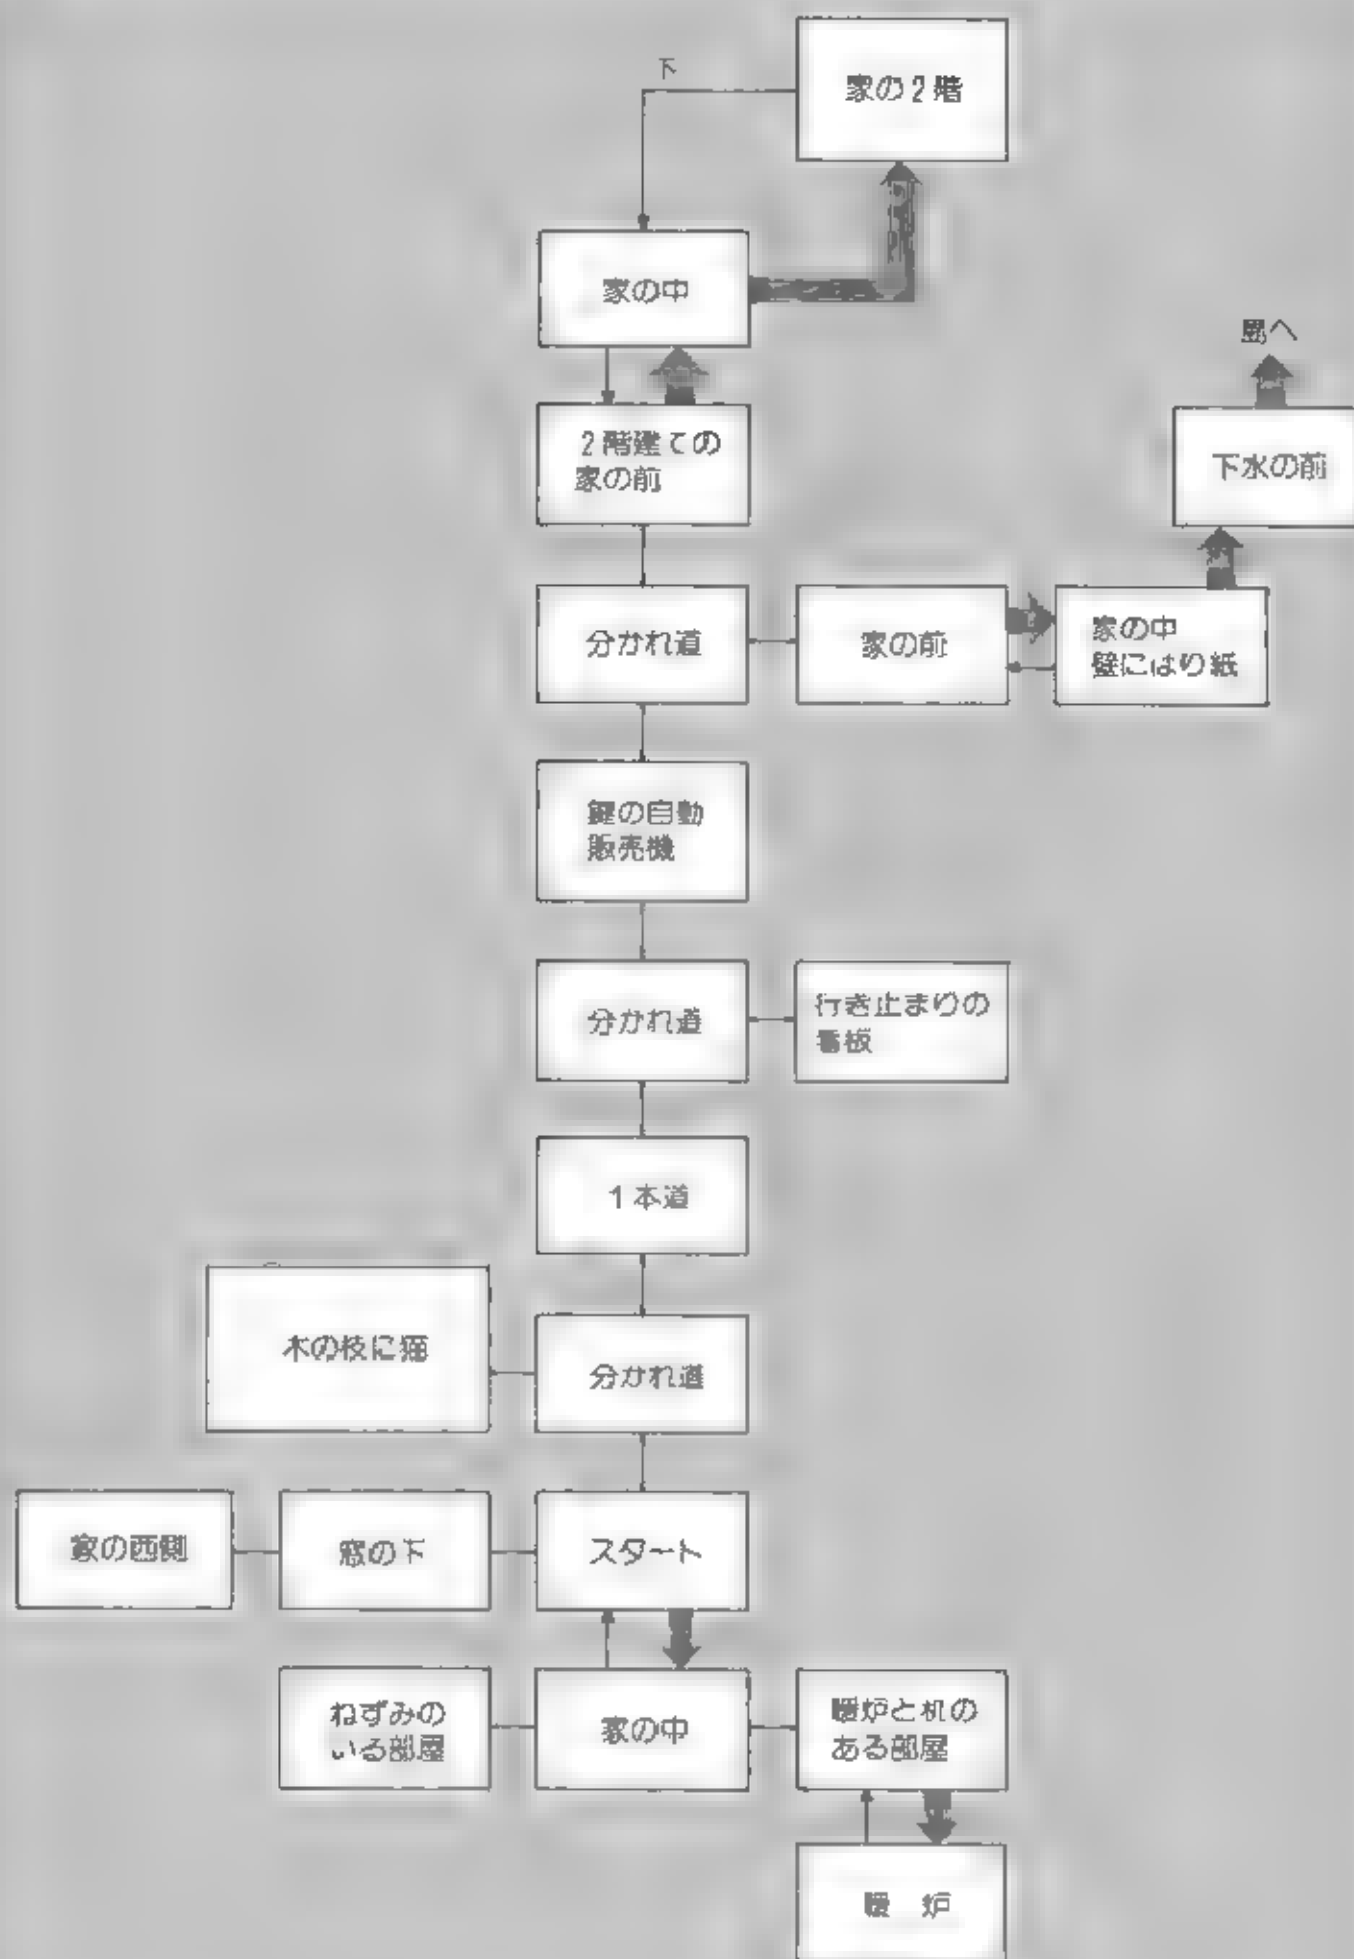 下
家の2階
家の中
2階建ての
家の前
下水の前
分かれ道
家の前
家の中
壁にはり紙
鍵の自動
販売機
分かれ道
行き止まりの
看板
1本道
木の枝に猫
分かれ道
家の西側
窓の下
スタート
ねずみの
いる部屋
家の中
暖炉と机の
ある部屋
暖炉